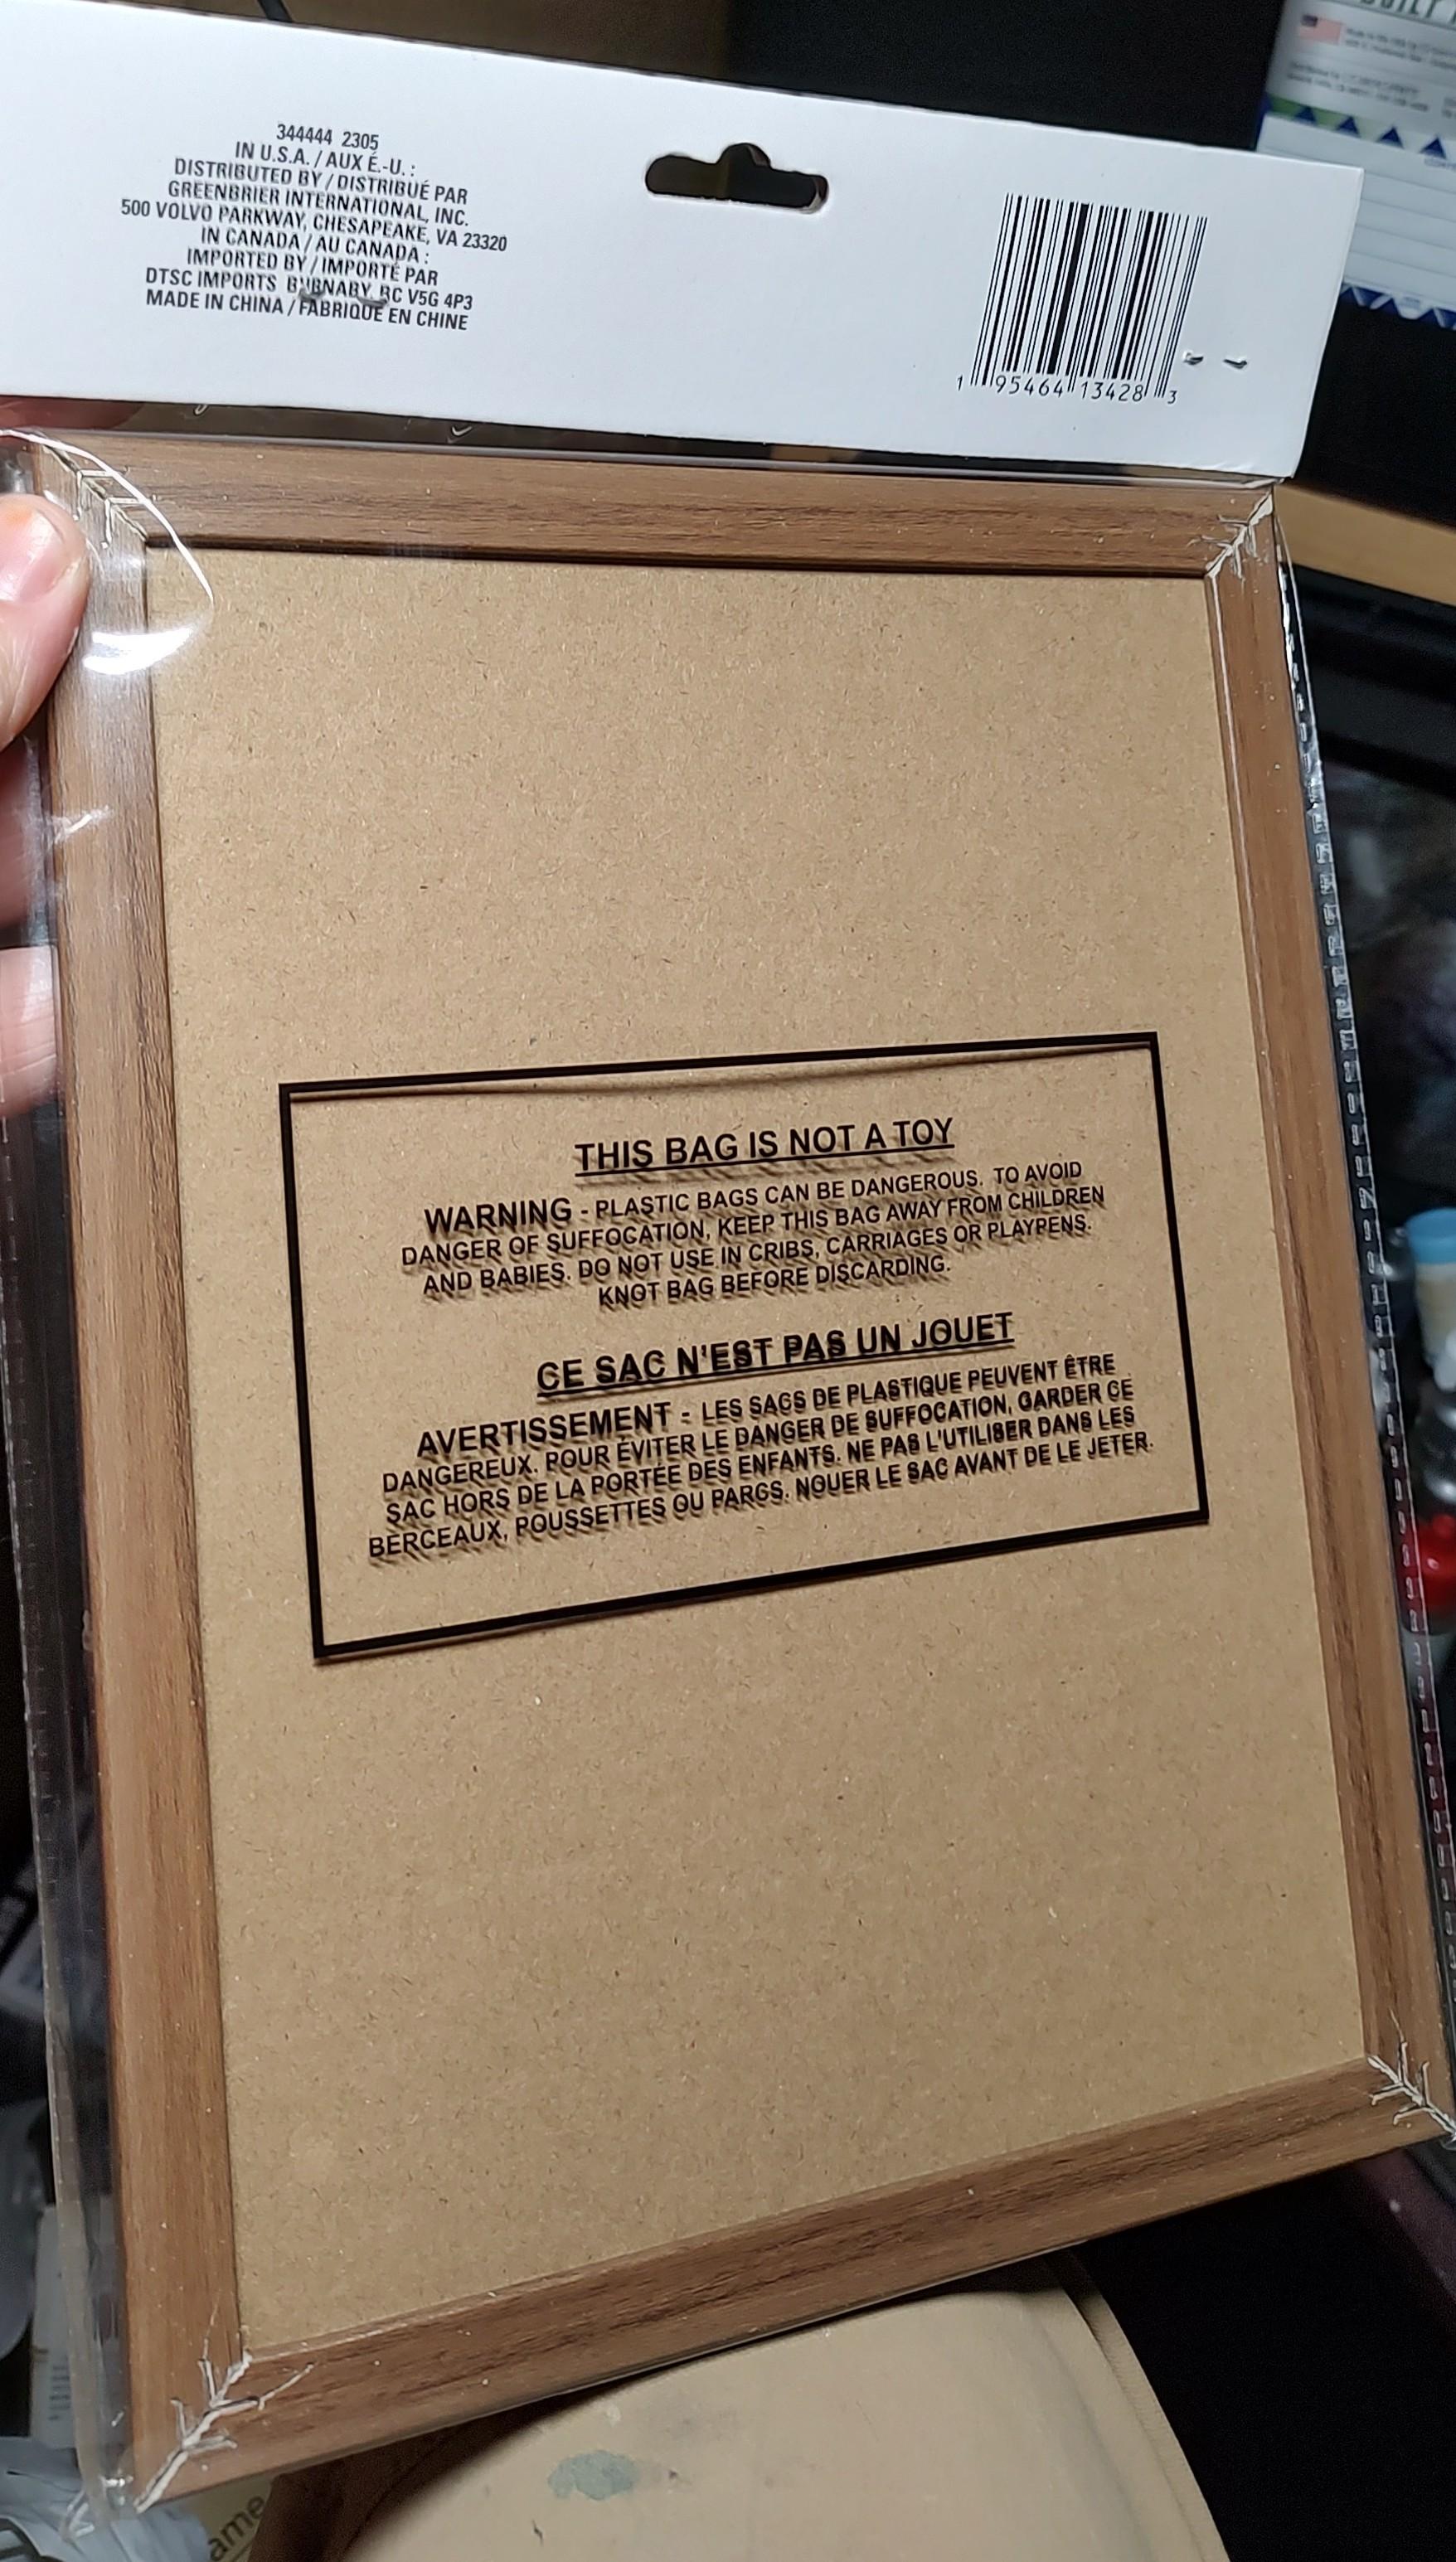 344444 2305
IN U.S.A. / AUX É.-U. :
DISTRIBUTED BY / DISTRIBUÉ PAR
GREENBRIER INTERNATIONAL, INC.
500 VOLVO PARKWAY, CHESAPEAKE, VA 23320
IN CANADA / AU CANADA :
IMPORTED BY / IMPORTÉ PAR
DTSC IMPORTS BURNABY, BC V5G 4P3
MADE IN CHINA / FABRIQUÉ EN CHINE
1 95464 13428 3
THIS BAG IS NOT A TOY
WARNING - PLASTIC BAGS CAN BE DANGEROUS. TO AVOID
DANGER OF SUFFOCATION, KEEP THIS BAG AWAY FROM CHILDREN
AND BABIES. DO NOT USE IN CRIBS, CARRIAGES OR PLAYPENS.
KNOT BAG BEFORE DISCARDING.
CE SAC N'EST PAS UN JOUET
AVERTISSEMENT - LES SACS DE PLASTIQUE PEUVENT ÊTRE
DANGEREUX. POUR ÉVITER LE DANGER DE SUFFOCATION, GARDER CE
SAC HORS DE LA PORTÉE DES ENFANTS. NE PAS L'UTILISER DANS LES
BERCEAUX, POUSSETTES OU PARCS. NOUER LE SAC AVANT DE LE JETER.
ame